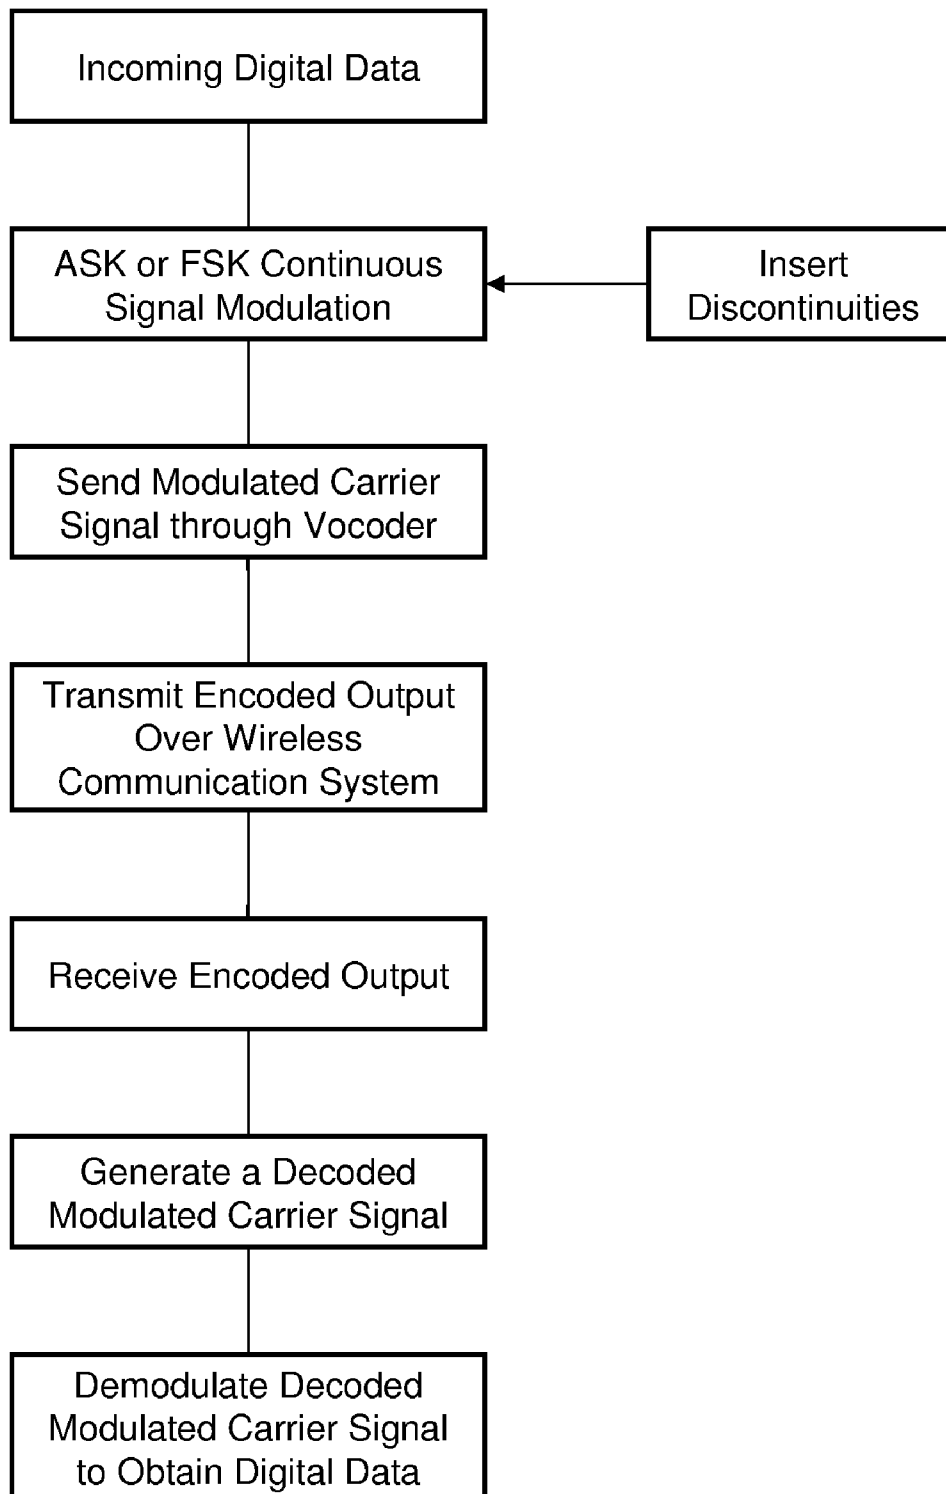 Incoming Digital Data
ASK or FSK Continuous
Signal Modulation
Insert
Discontinuities
Send Modulated Carrier
Signal through Vocoder
Transmit Encoded Output
Over Wireless
Communication System
Receive Encoded Output
Generate a Decoded
Modulated Carrier Signal
Demodulate Decoded
Modulated Carrier Signal
to Obtain Digital Data